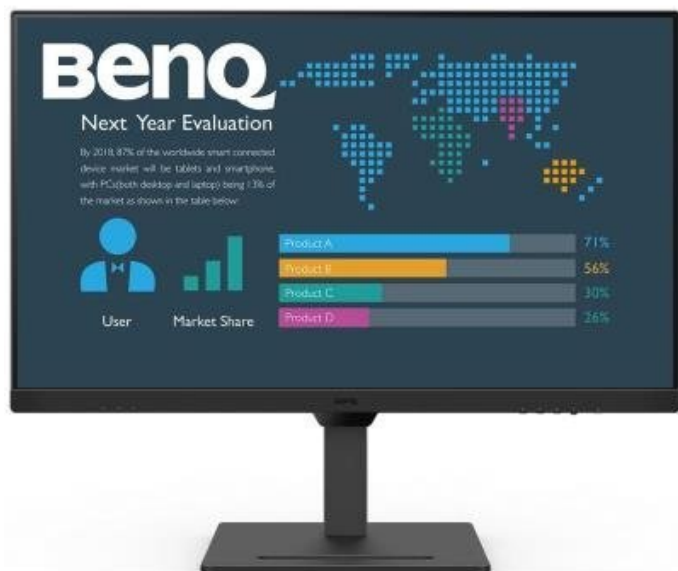 BenQ
Next Year Evaluation
By 2018, 87% of the worldwide smart connected
device market will be tablets and smartphone,
with PCs(both desktop and laptop) being 13% of
the market as shown in the table below:
User
Market Share
Product A
71%
Product B
56%
Product C
30%
Product D
26%
BenQ